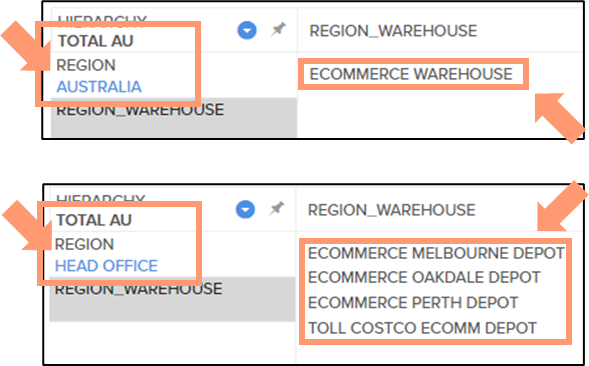 HIERARCHY
TOTAL AU
REGION_WAREHOUSE
REGION
AUSTRALIA
ECOMMERCE WAREHOUSE
REGION_WAREHOUSE
HIERARCHY
TOTAL AU
REGION_WAREHOUSE
REGION
HEAD OFFICE
REGION_WAREHOUSE
ECOMMERCE MELBOURNE DEPOT
ECOMMERCE OAKDALE DEPOT
ECOMMERCE PERTH DEPOT
TOLL COSTCO ECOMM DEPOT